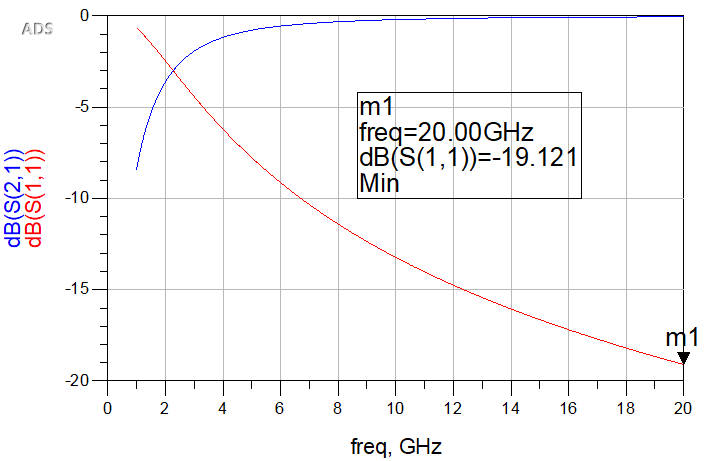 ADS
0
-5
-10
-15
-20
dB(S(2,1))
dB(S(1,1))
m1
freq=20.00GHz
dB(S(1,1))=-19.121
Min
m1
0 2 4 6 8 10 12 14 16 18 20
freq, GHz